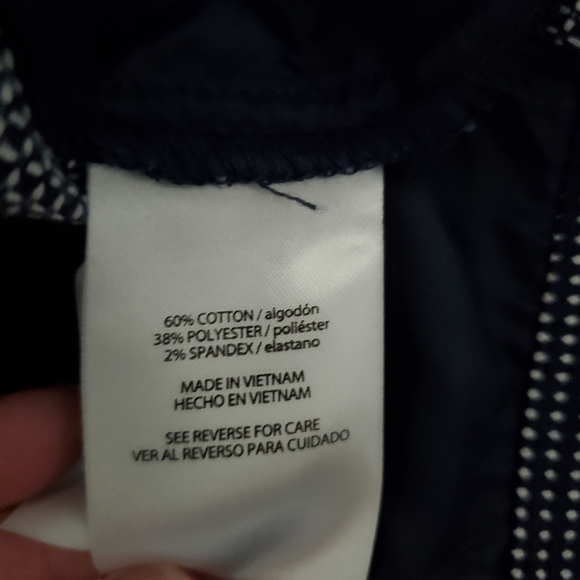 60% COTTON / algodón
38% POLYESTER / poliéster
2% SPANDEX / elastano
MADE IN VIETNAM
HECHO EN VIETNAM
SEE REVERSE FOR CARE
VER AL REVERSO PARA CUIDADO